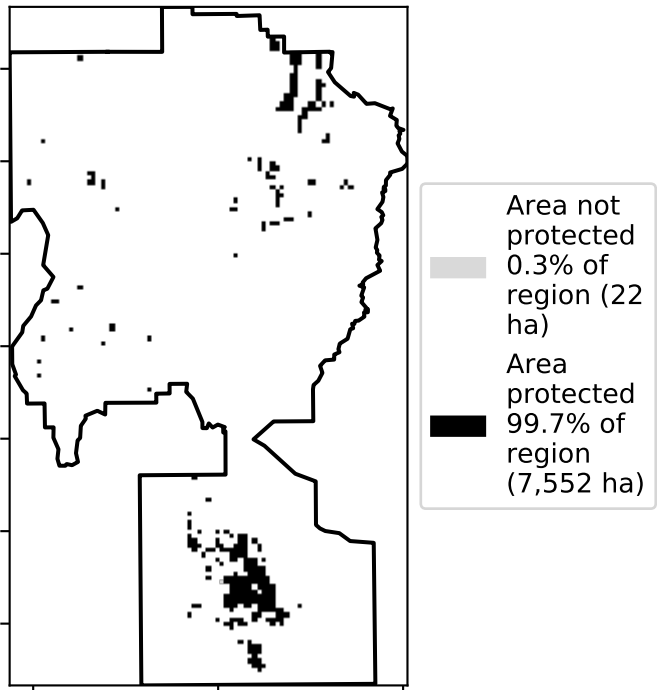 Area not
protected
0.3% of
region (22
ha)
Area
protected
99.7% of
region
(7,552 ha)